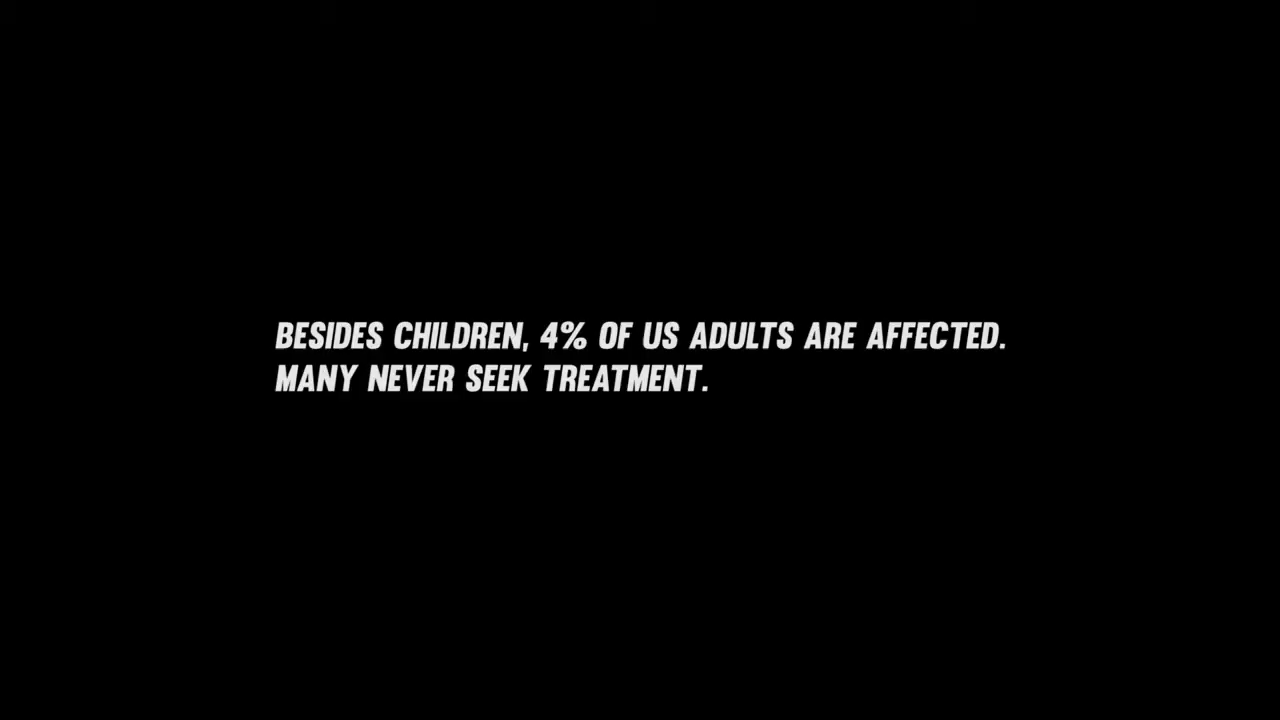 BESIDES CHILDREN, 4% OF US ADULTS ARE AFFECTED.
MANY NEVER SEEK TREATMENT.